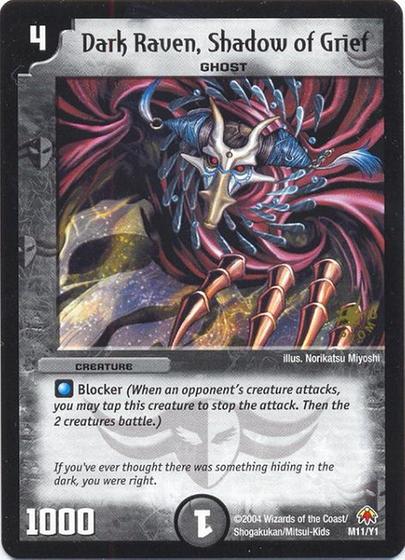 4 Dark Raven, Shadow of Grief
GHOST
illus. Norikatsu Miyoshi
CREATURE
Blocker (When an opponent's creature attacks,
you may tap this creature to stop the attack. Then the
2 creatures battle.)
If you've ever thought there was something hiding in the
dark, you were right.
1000
1
©2004 Wizards of the Coast/
Shogakukan/Mitsui-Kids
M11/Y1